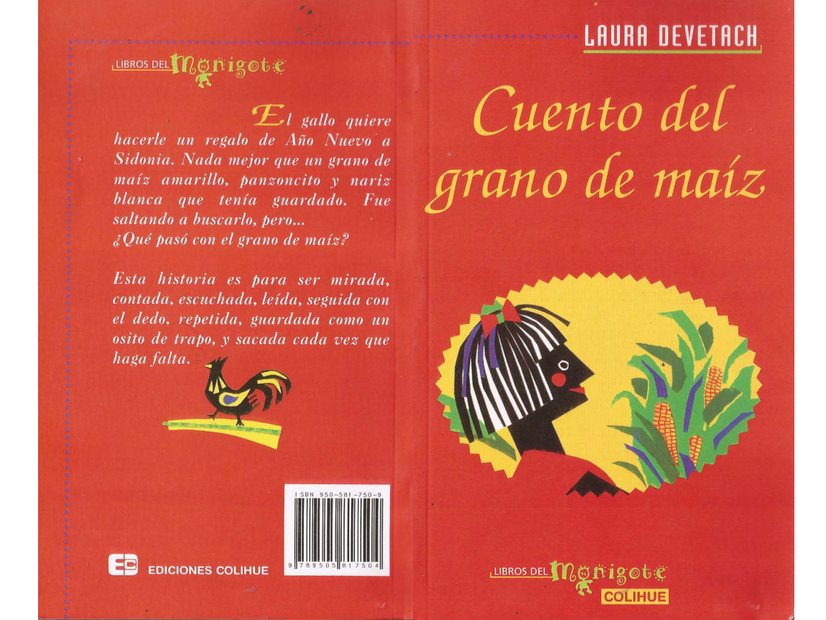 LIBROS DEL Monigote
El gallo quiere
hacerle un regalo de Año Nuevo a
Sidonia. Nada mejor que un grano de
maíz amarillo, panzoncito y nariz
blanca que tenía guardado. Fue
saltando a buscarlo, pero...
¿Qué pasó con el grano de maíz?
Esta historia es para ser mirada,
contada, escuchada, leída, seguida con
el dedo, repetida, guardada como un
osito de trapo, y sacada cada vez que
haga falta.
ISBN 950-581-750-9
9789505817504
EC EDICIONES COLIHUE
LAURA DEVETACH
Cuento del
grano de maíz
LIBROS DEL Monigote
COLIHUE